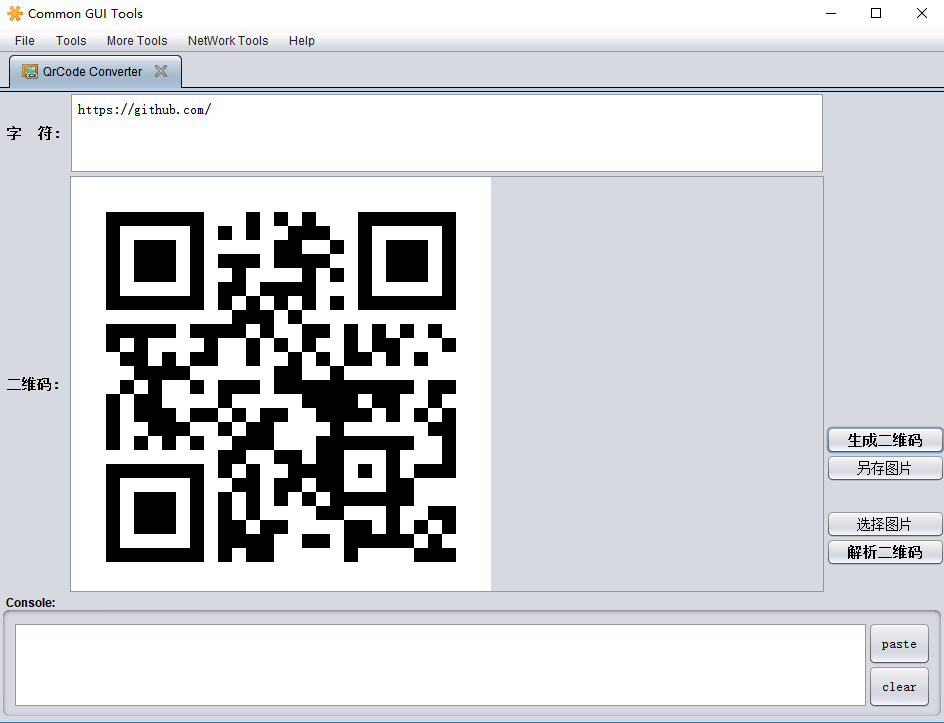 Common GUI Tools
File Tools More Tools NetWork Tools Help
QrCode Converter
字 符：
https://github.com/
二维码：
生成二维码
另存图片
选择图片
解析二维码
Console:
paste
clear